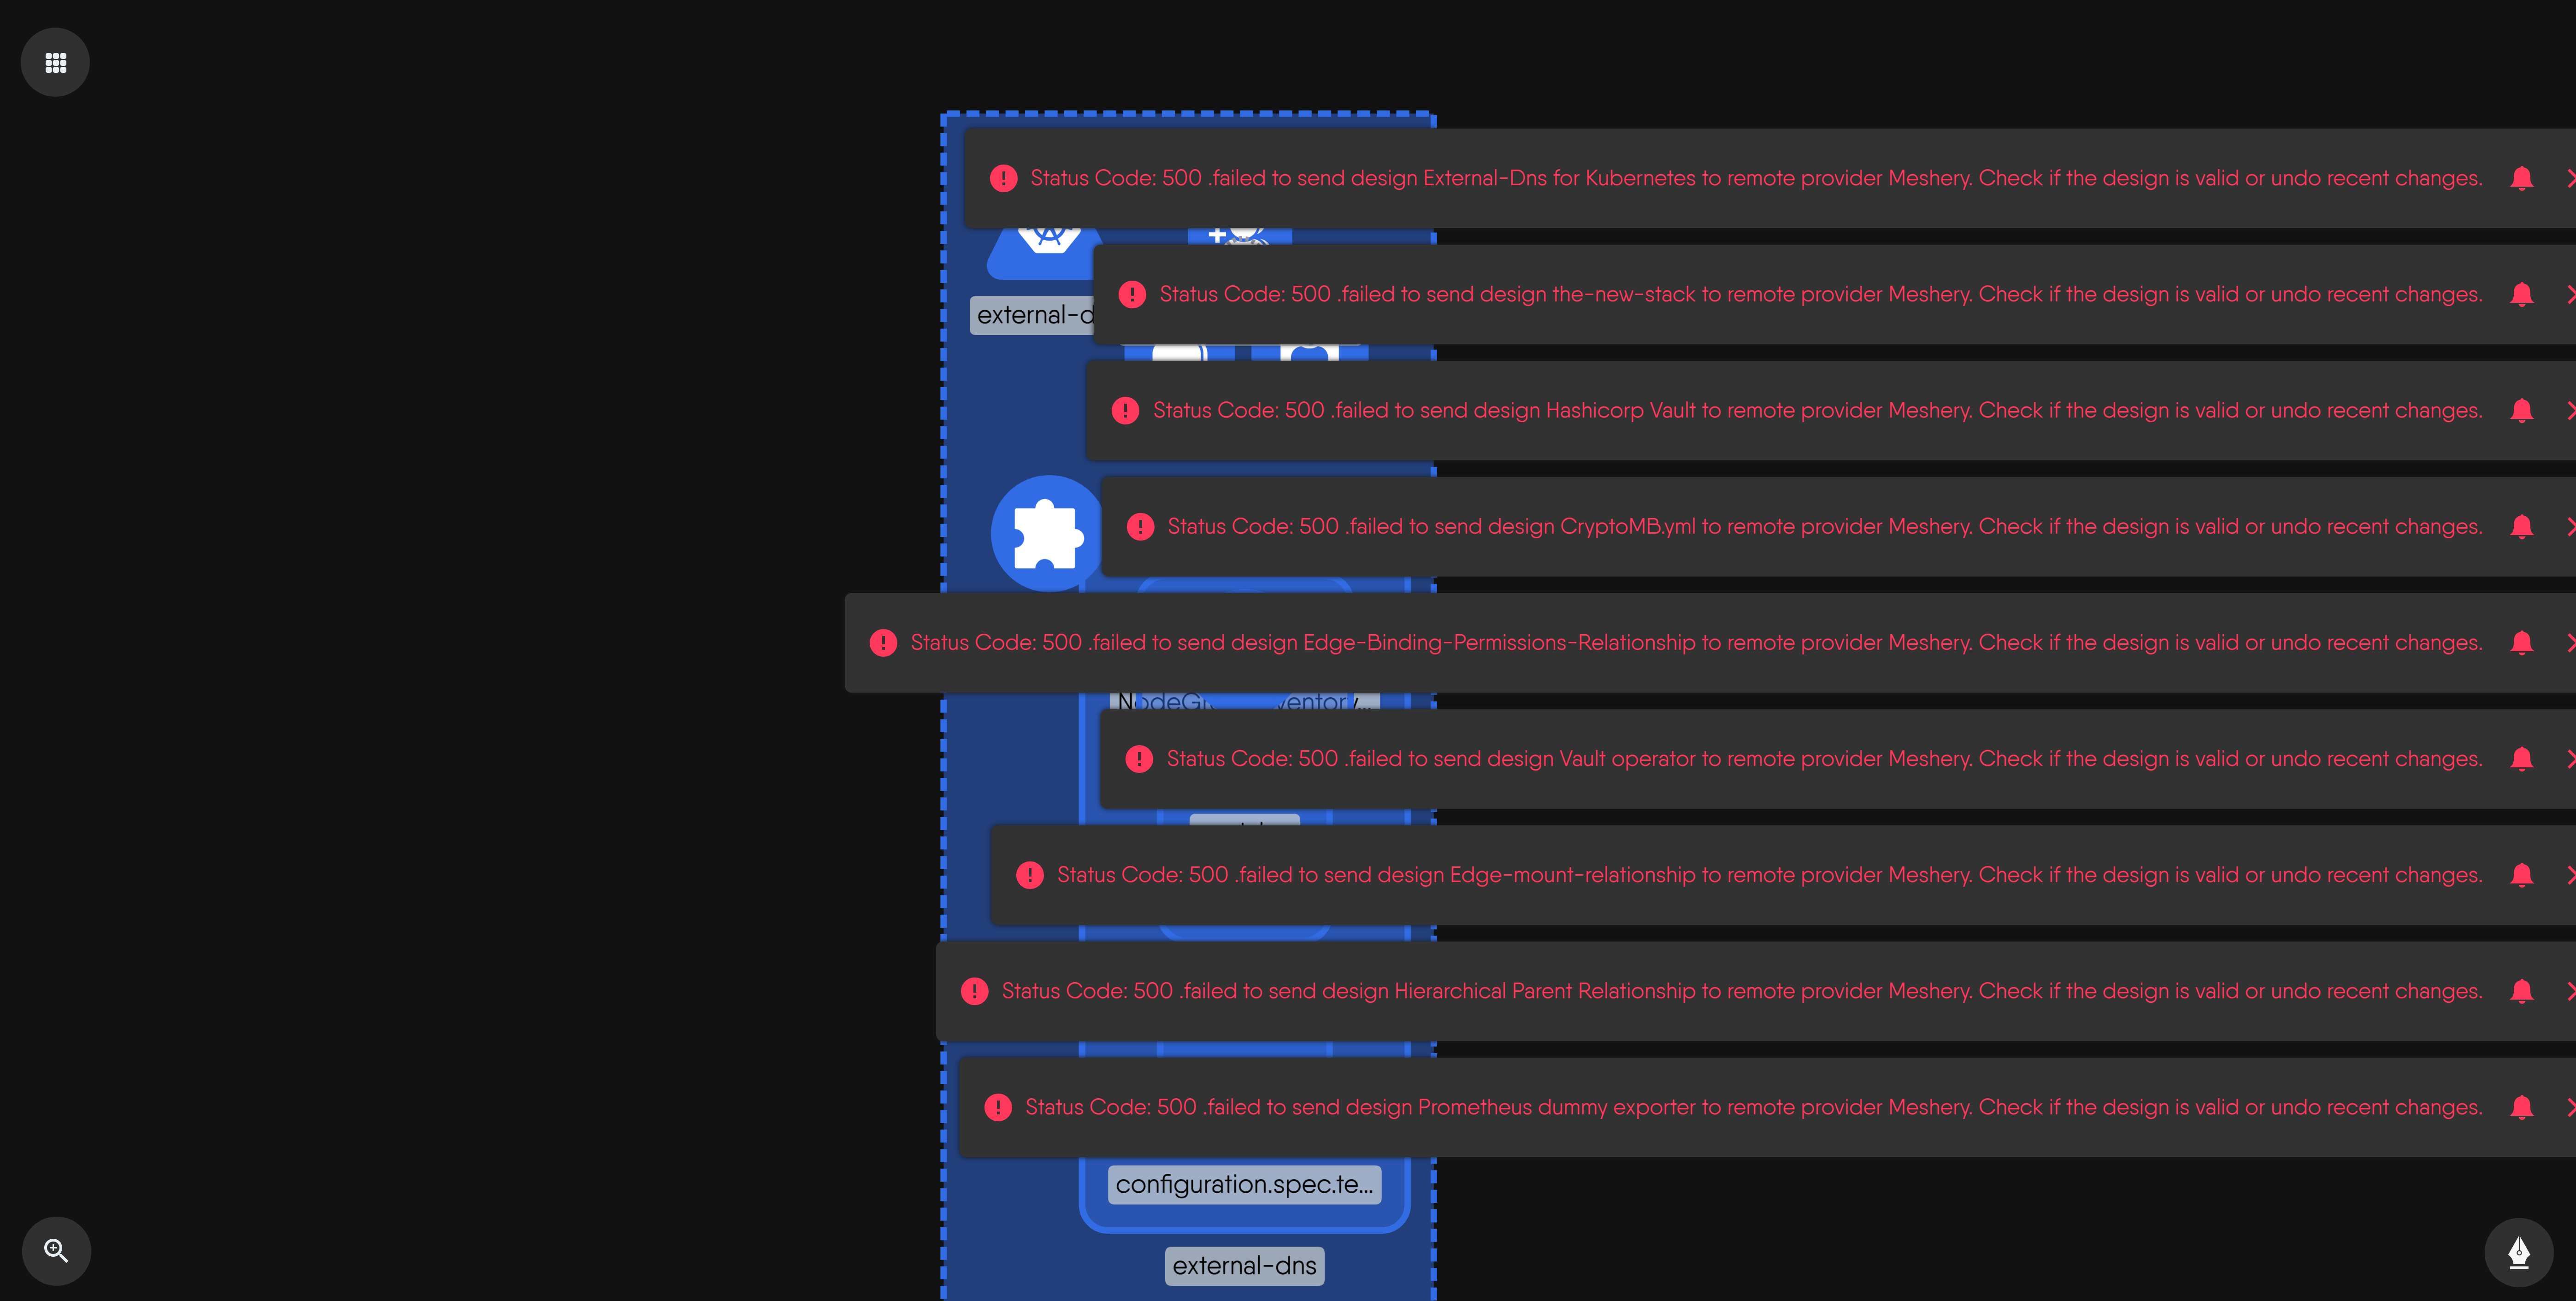 Status Code: 500 .failed to send design External-Dns for Kubernetes to remote provider Meshery. Check if the design is valid or undo recent changes.
Status Code: 500 .failed to send design the-new-stack to remote provider Meshery. Check if the design is valid or undo recent changes.
external-d
Status Code: 500 .failed to send design Hashicorp Vault to remote provider Meshery. Check if the design is valid or undo recent changes.
Status Code: 500 .failed to send design CryptoMB.yml to remote provider Meshery. Check if the design is valid or undo recent changes.
Status Code: 500 .failed to send design Edge-Binding-Permissions-Relationship to remote provider Meshery. Check if the design is valid or undo recent changes.
Status Code: 500 .failed to send design Vault operator to remote provider Meshery. Check if the design is valid or undo recent changes.
Status Code: 500 .failed to send design Edge-mount-relationship to remote provider Meshery. Check if the design is valid or undo recent changes.
Status Code: 500 .failed to send design Hierarchical Parent Relationship to remote provider Meshery. Check if the design is valid or undo recent changes.
Status Code: 500 .failed to send design Prometheus dummy exporter to remote provider Meshery. Check if the design is valid or undo recent changes.
configuration.spec.te...
external-dns